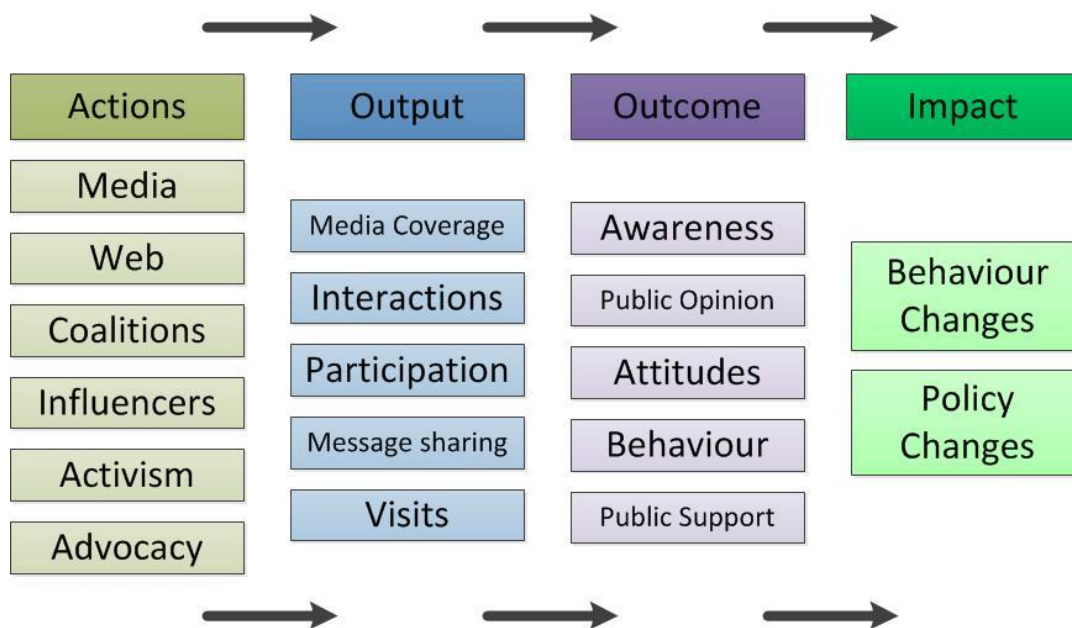 Actions
Media
Web
Coalitions
Influencers
Activism
Advocacy
Output
Media Coverage
Interactions
Participation
Message sharing
Visits
Outcome
Awareness
Public Opinion
Attitudes
Behaviour
Public Support
Impact
Behaviour
Changes
Policy
Changes